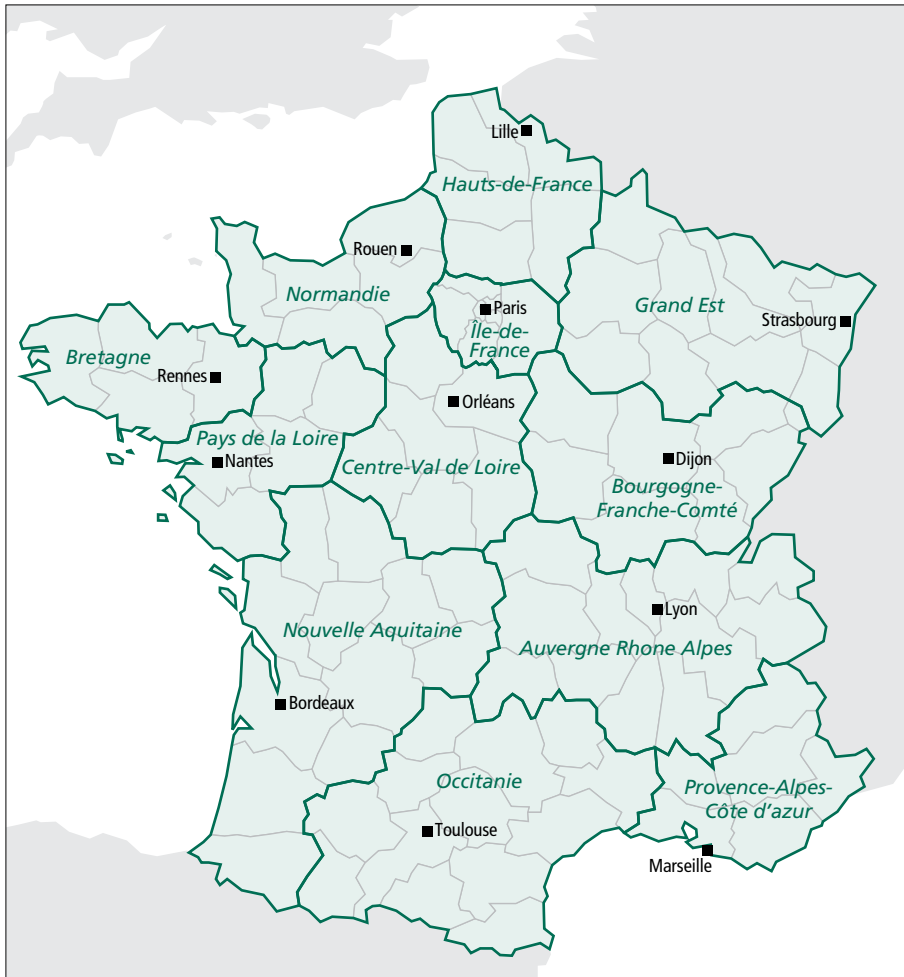 Lille
Hauts-de-France
Rouen
Normandie
Paris
Île-de-
France
Grand Est
Strasbourg
Bretagne
Rennes
Orléans
Pays de la Loire
Nantes
Centre-Val de Loire
Dijon
Bourgogne-
Franche-Comté
Nouvelle Aquitaine
Lyon
Auvergne Rhone Alpes
Bordeaux
Occitanie
Provence-Alpes-
Côte d'azur
Toulouse
Marseille